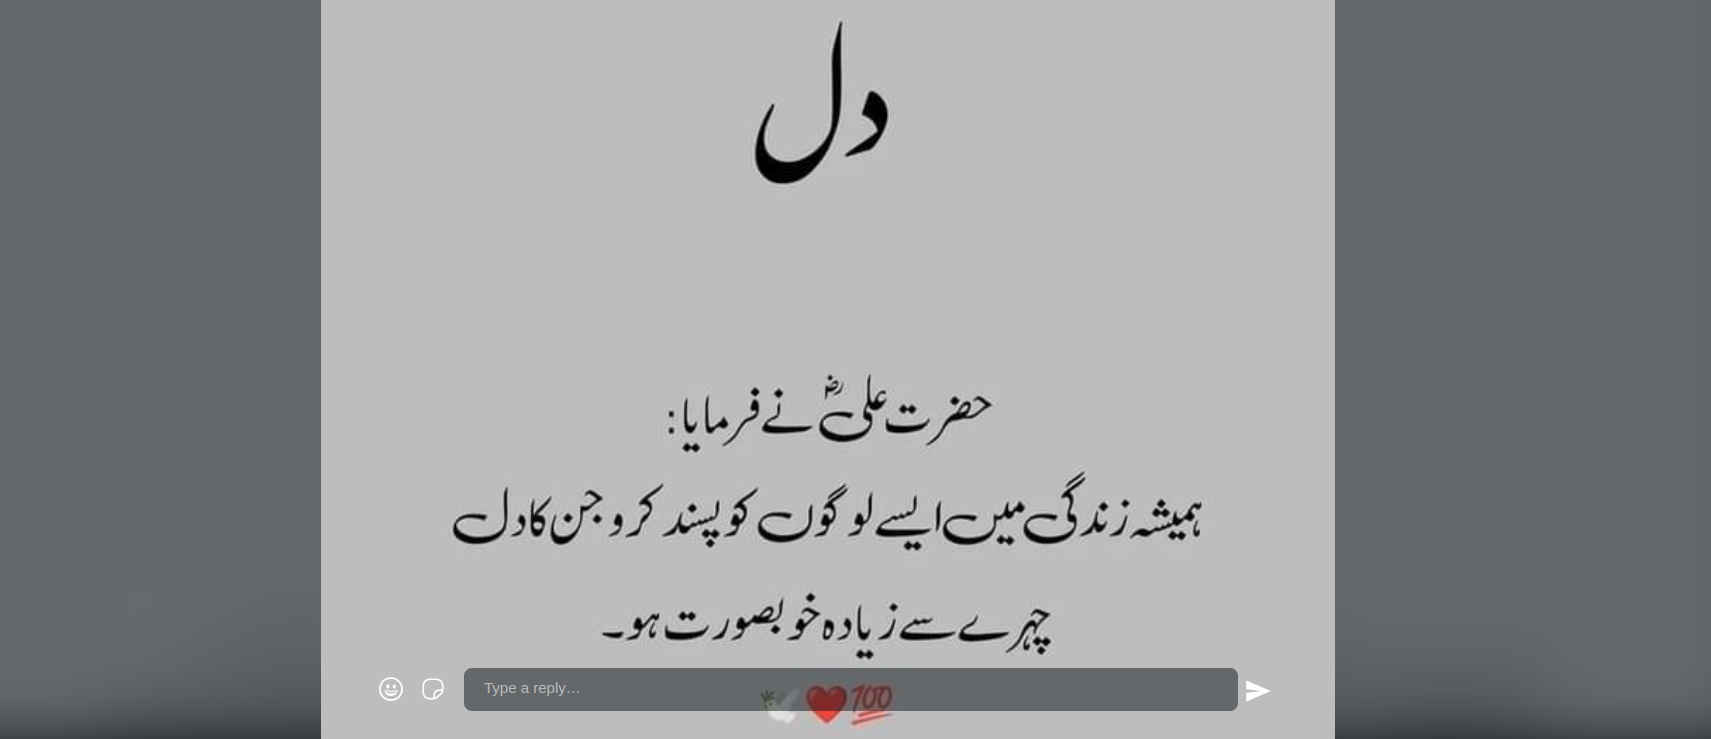 دل
حضرت علیؓ نے فرمایا:
ہمیشہ زندگی میں ایسے لوگوں کو پسند کرو جن کا دل
چہرے سے زیادہ خوبصورت ہو۔
Type a reply…
🕊️❤️💯